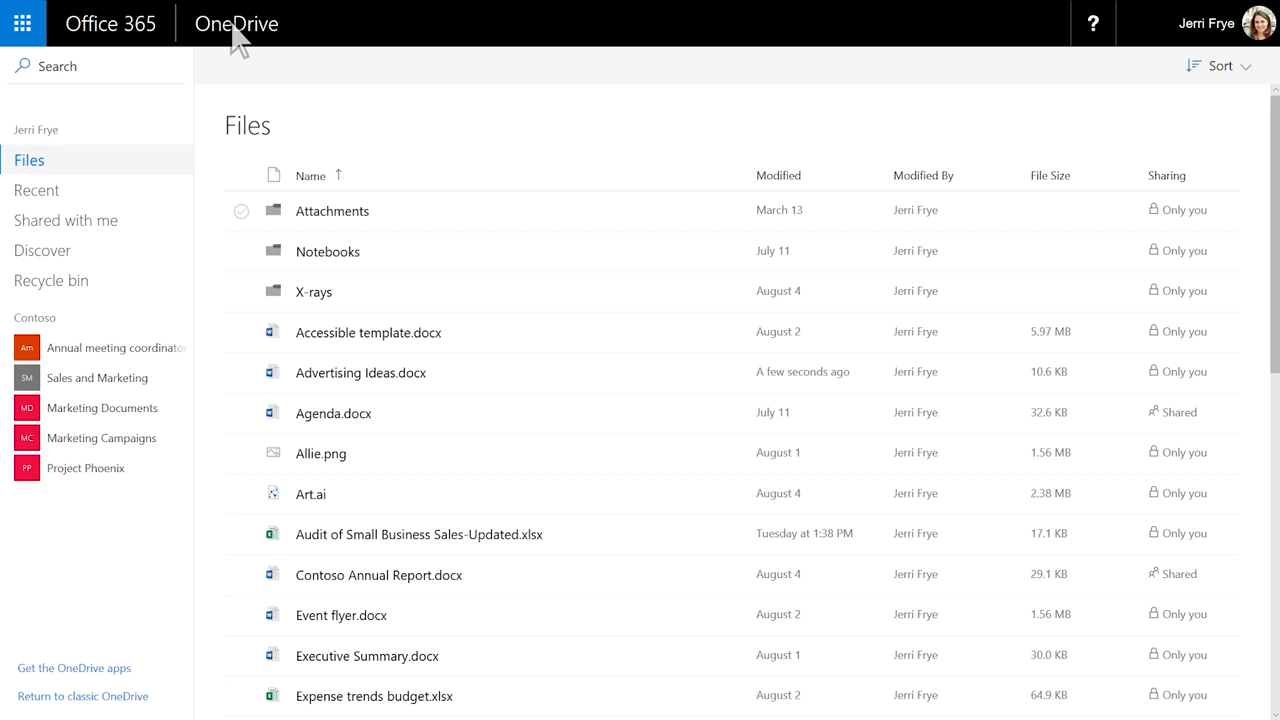 Office 365 OneDrive ? Jerri Frye
Search Sort
Jerri Frye
Files
Recent
Shared with me
Discover
Recycle bin
Contoso
Am Annual meeting coordinator
SM Sales and Marketing
MD Marketing Documents
MC Marketing Campaigns
PP Project Phoenix
Get the OneDrive apps
Return to classic OneDrive
Files
Name ↑ Modified Modified By File Size Sharing
Attachments March 13 Jerri Frye Only you
Notebooks July 11 Jerri Frye Only you
X-rays August 4 Jerri Frye Only you
Accessible template.docx August 2 Jerri Frye 5.97 MB Only you
Advertising Ideas.docx A few seconds ago Jerri Frye 10.6 KB Only you
Agenda.docx July 11 Jerri Frye 32.6 KB Shared
Allie.png August 1 Jerri Frye 1.56 MB Only you
Art.ai August 4 Jerri Frye 2.38 MB Only you
Audit of Small Business Sales-Updated.xlsx Tuesday at 1:38 PM Jerri Frye 17.1 KB Only you
Contoso Annual Report.docx August 4 Jerri Frye 29.1 KB Shared
Event flyer.docx August 2 Jerri Frye 1.56 MB Only you
Executive Summary.docx August 1 Jerri Frye 30.0 KB Only you
Expense trends budget.xlsx August 2 Jerri Frye 64.9 KB Only you